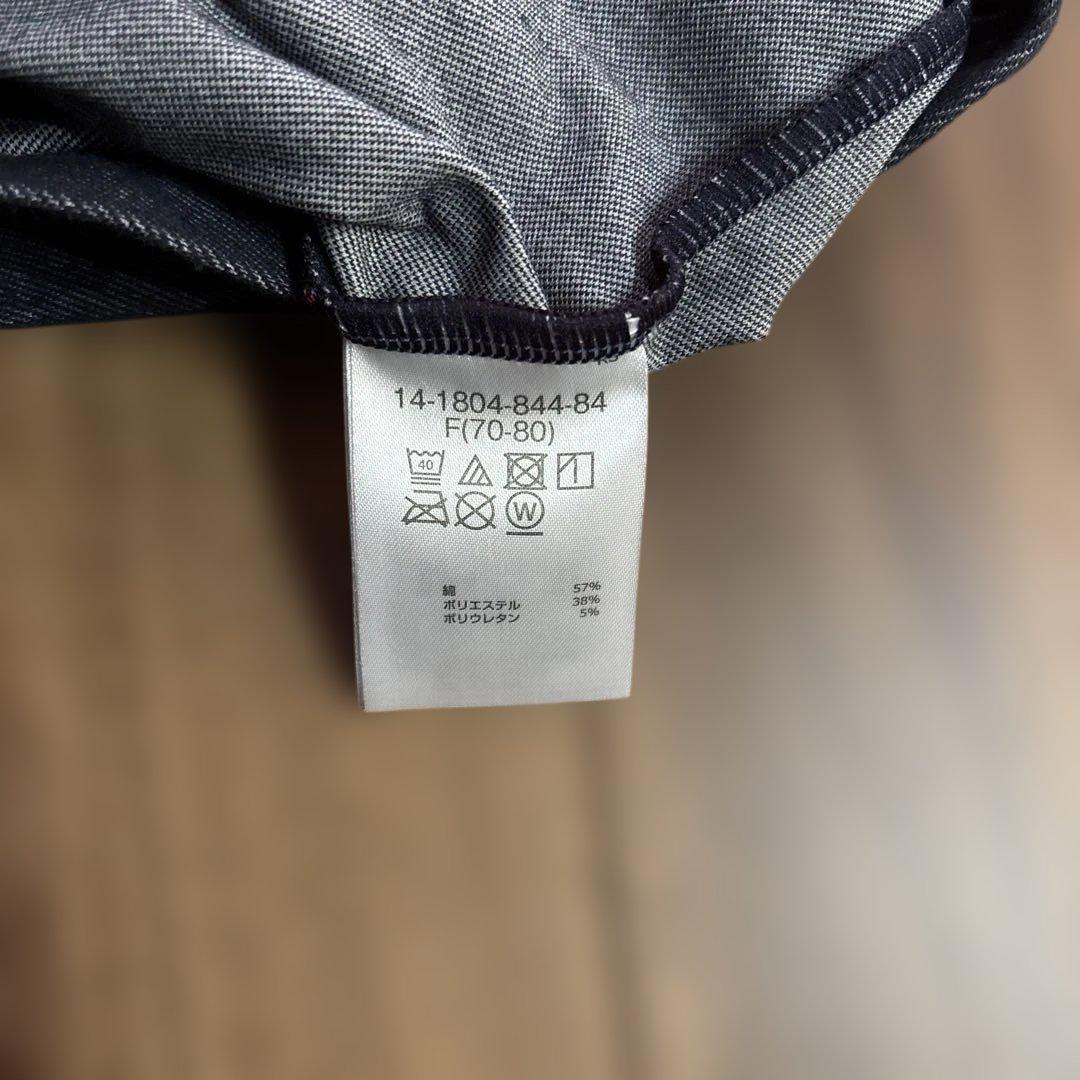 14-1804-844-84
F(70-80)
40
W
綿 57%
ポリエステル 38%
ポリウレタン 5%